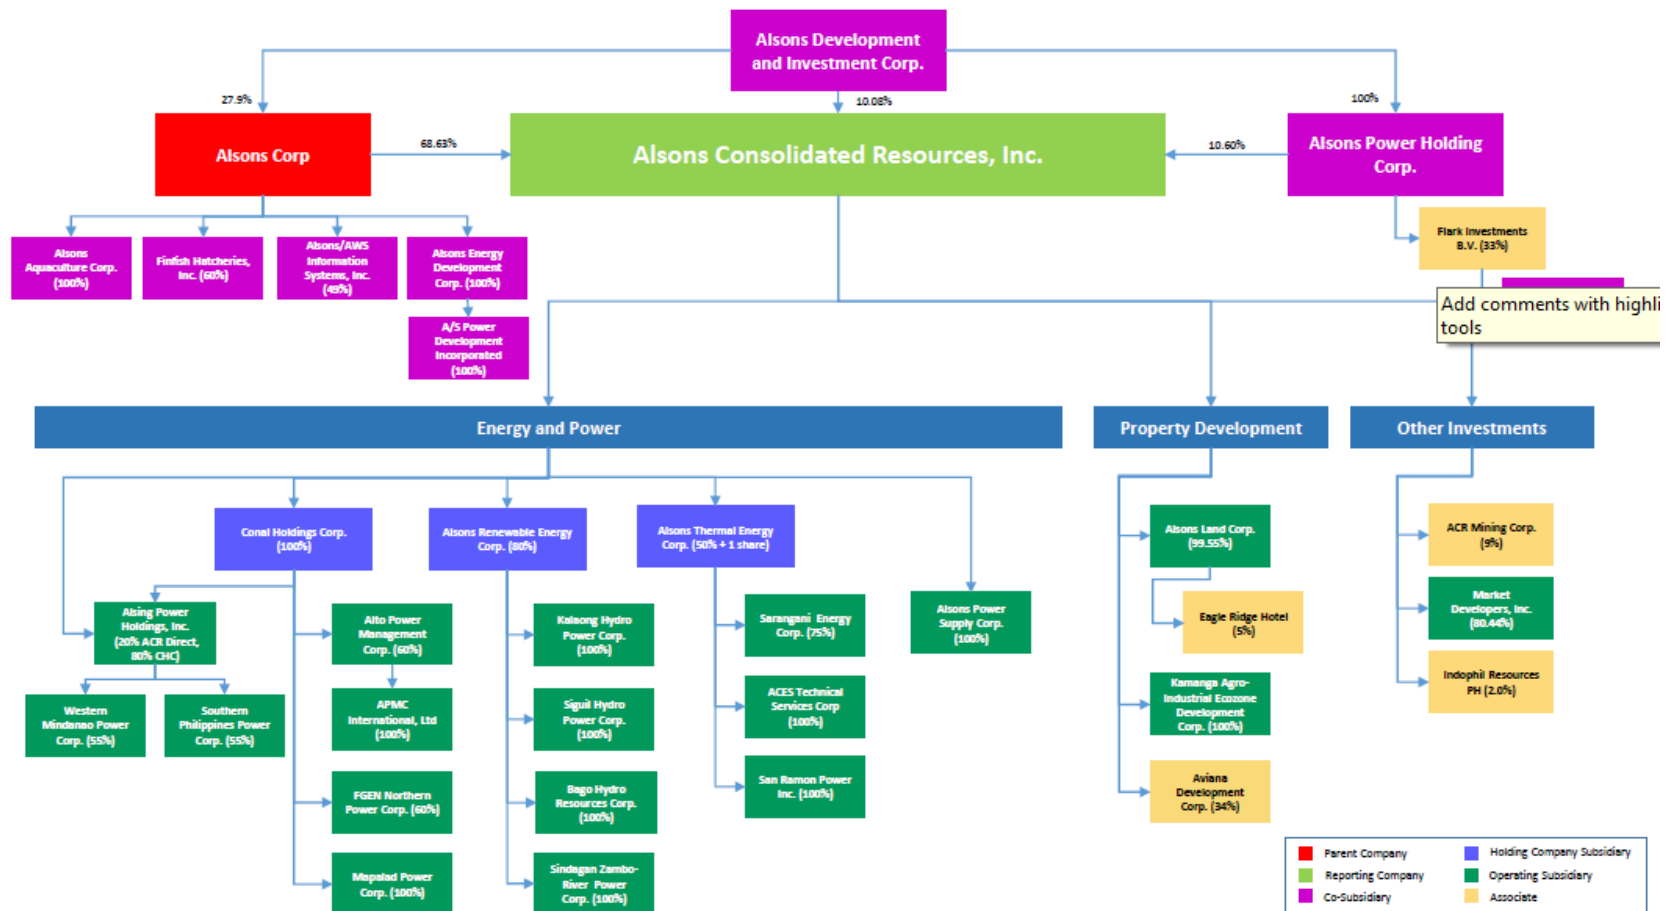 Alsons Development
and Investment Corp.
27.9%
10.08%
100%
Alsons Corp
68.63%
Alsons Consolidated Resources, Inc.
10.60%
Alsons Power Holding
Corp.
Alsons
Aquaculture Corp.
(100%)
Finfish Hatcheries,
Inc. (60%)
Alsons/AWS
Information
Systems, Inc.
(49%)
Alsons Energy
Development
Corp. (100%)
A/S Power
Development
Incorporated
(100%)
Flark Investments
B.V. (33%)
Add comments with highli
tools
Energy and Power
Property Development
Other Investments
Conal Holdings Corp.
(100%)
Alsons Renewable Energy
Corp. (80%)
Alsons Thermal Energy
Corp. (50% + 1 share)
Alsing Power
Holdings, Inc.
(20% ACR Direct,
80% CHC)
Western
Mindanao Power
Corp. (55%)
Southern
Philippines Power
Corp. (55%)
Alto Power
Management
Corp. (60%)
APMC
International, Ltd
(100%)
FGEN Northern
Power Corp. (60%)
Mapalad Power
Corp. (100%)
Kalaong Hydro
Power Corp.
(100%)
Siguil Hydro
Power Corp.
(100%)
Bago Hydro
Resources Corp.
(100%)
Sindagan Zambo-
River Power
Corp. (100%)
Sarangani Energy
Corp. (75%)
ACES Technical
Services Corp
(100%)
San Ramon Power
Inc. (100%)
Alsons Power
Supply Corp.
(100%)
Alsons Land Corp.
(99.55%)
Eagle Ridge Hotel
(5%)
Kamanga Agro-
Industrial Ecozone
Development
Corp. (100%)
Aviana
Development
Corp. (34%)
ACR Mining Corp.
(9%)
Market
Developers, Inc.
(80.44%)
Indophil Resources
PH (2.0%)
Parent Company
Reporting Company
Co-Subsidiary
Holding Company Subsidiary
Operating Subsidiary
Associate